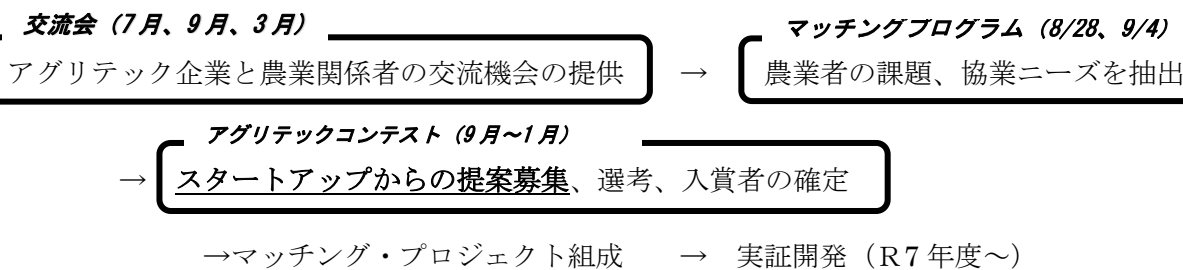 交流会（7月、9月、3月）
マッチングプログラム（8/28、9/4）
アグリテック企業と農業関係者の交流機会の提供 → 農業者の課題、協業ニーズを抽出
アグリテックコンテスト（9月～1月）
→ スタートアップからの提案募集、選考、入賞者の確定
→マッチング・プロジェクト組成 → 実証開発（R7年度～）